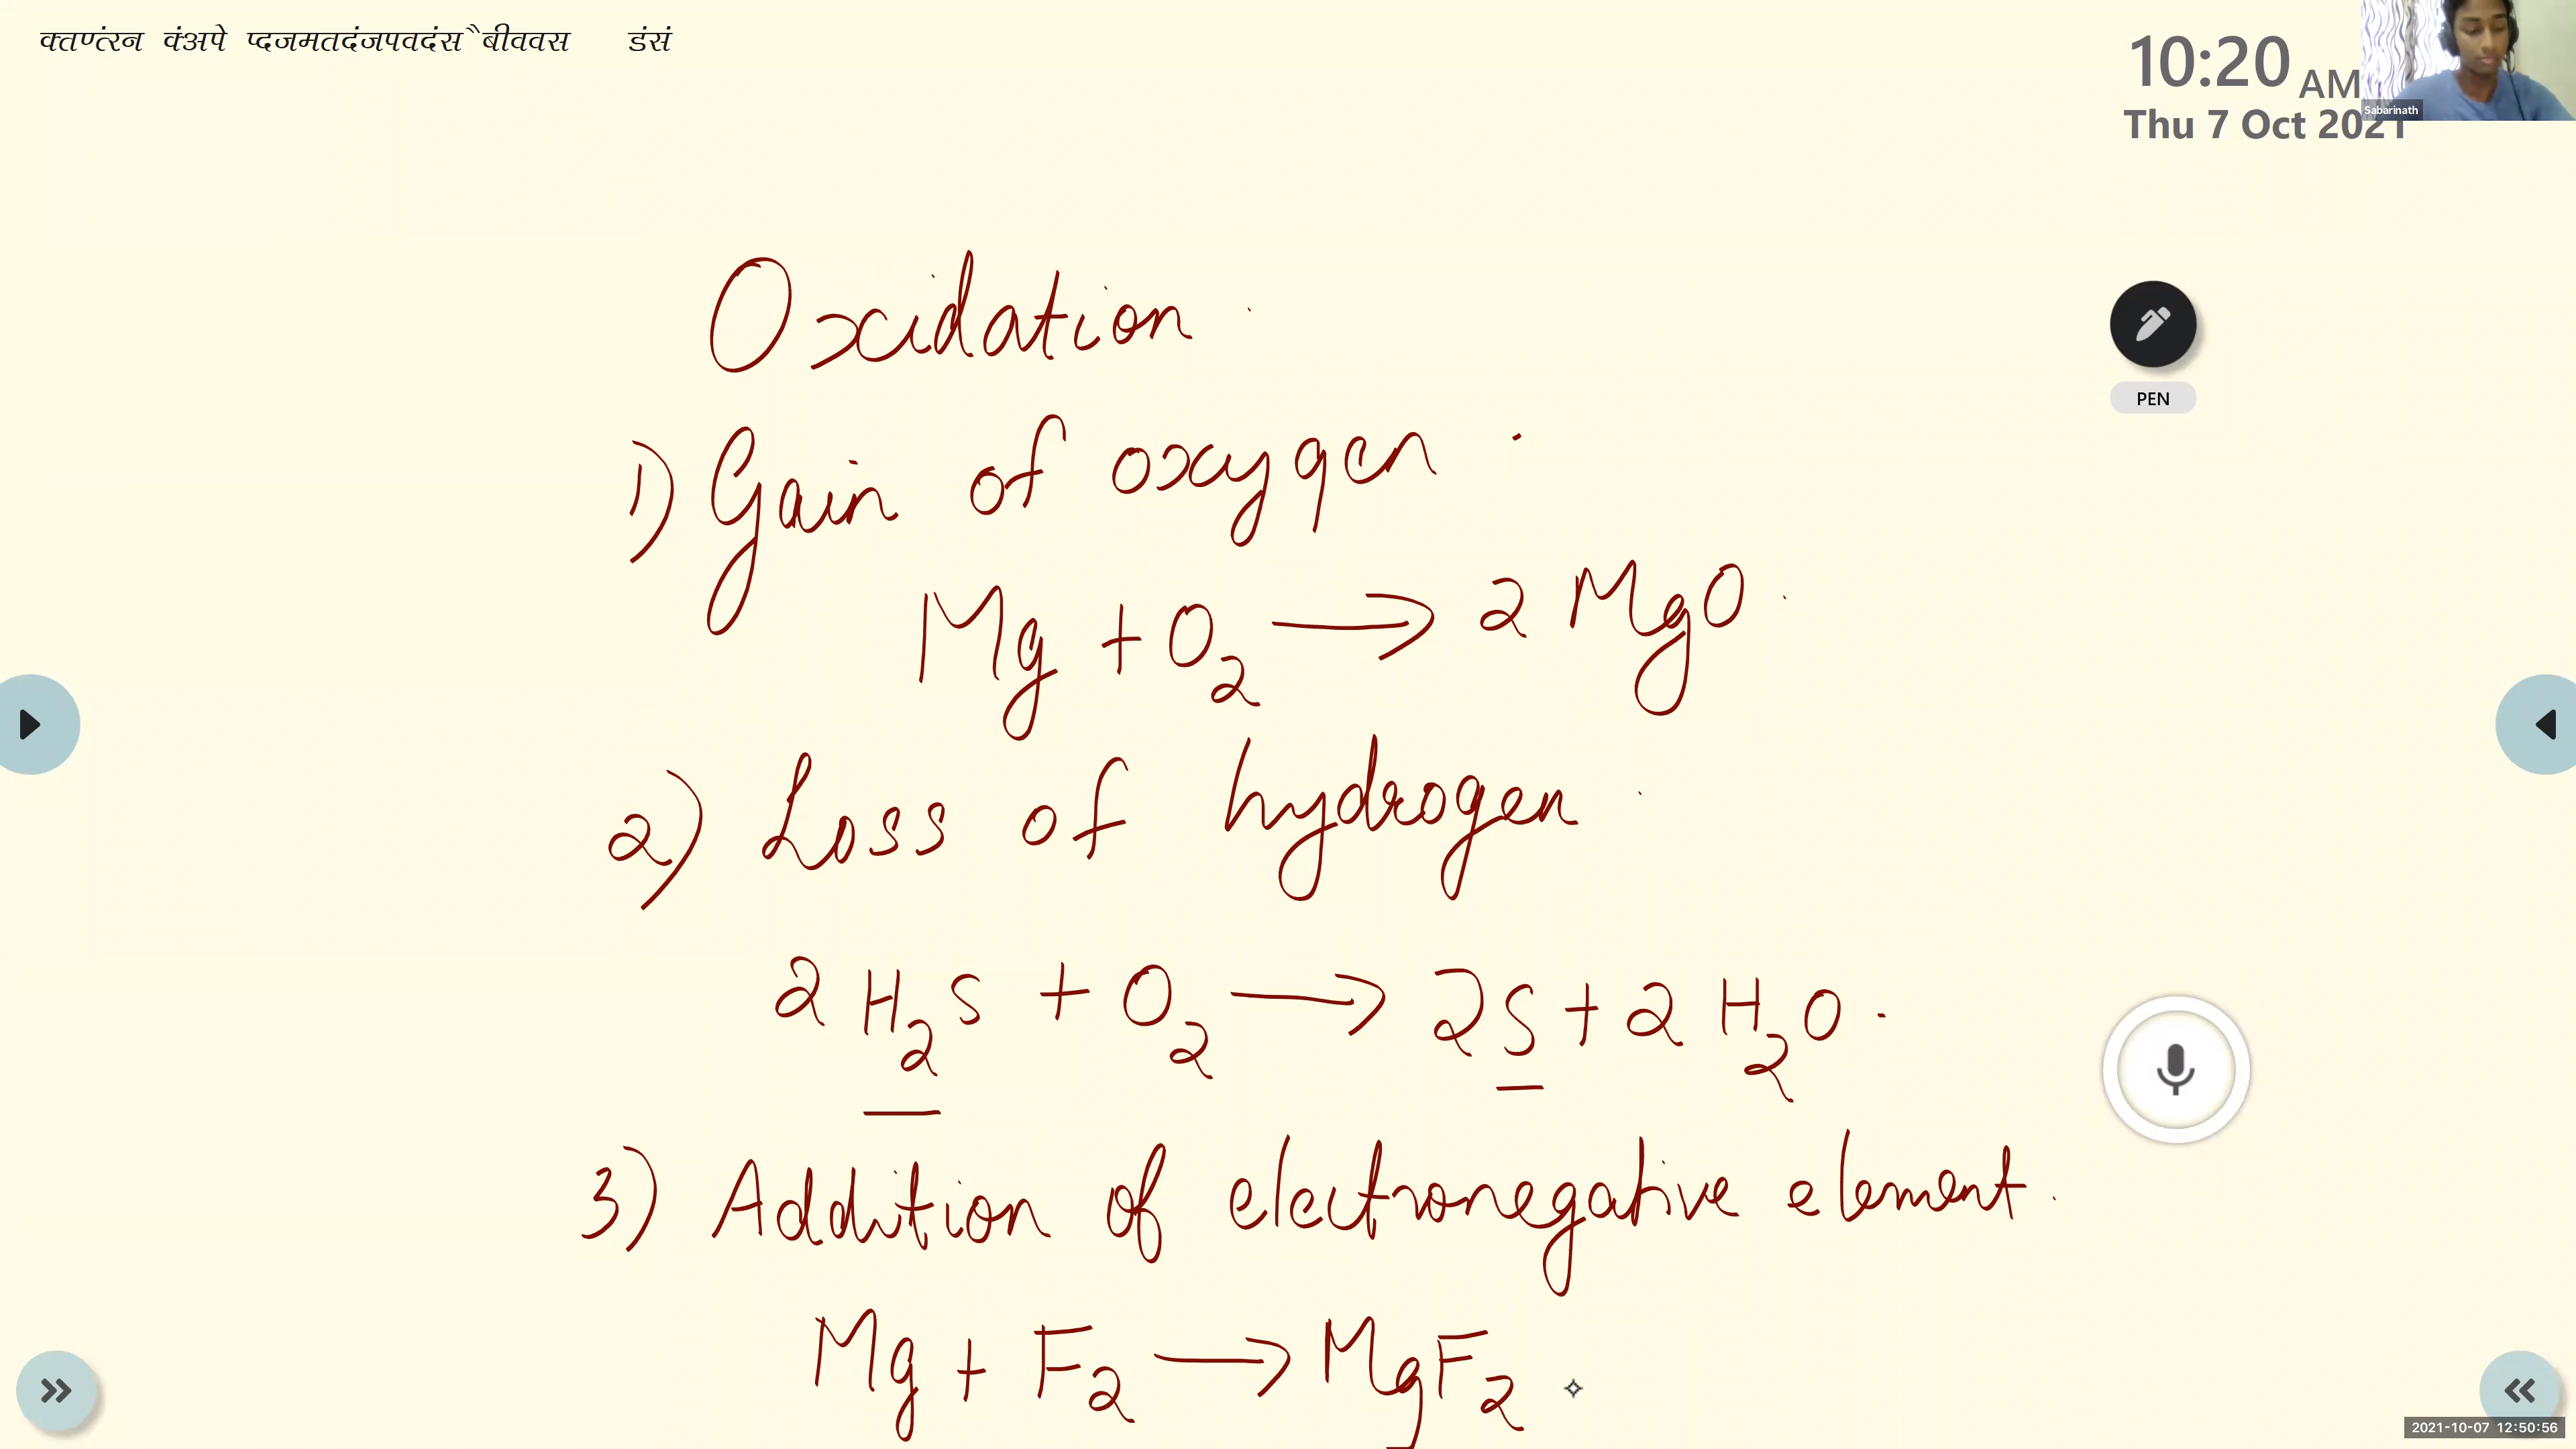 क्तण्तंरन क्ंअपे प्दजमतदंजपवदंस ैबीववस डंसं
10:20 AM
Sabarinath
Thu 7 Oct 2021
Oxidation
1) Gain of oxygen
PEN
Mg + O₂ → 2 MgO
2) Loss of hydrogen
2 H₂S + O₂ → 2S + 2 H₂O
3) Addition of electronegative element
Mg + F₂ → MgF₂
2021-10-07 12:50:56